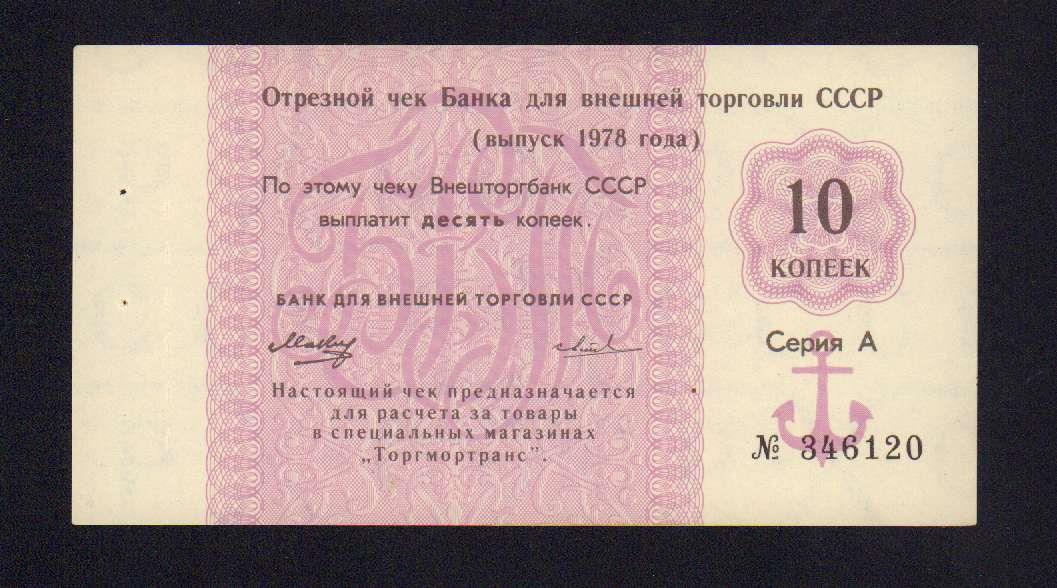 Отрезной чек Банка для внешней торговли СССР
(выпуск 1978 года)
По этому чеку Внешторгбанк СССР
выплатит десять копеек.
10
КОПЕЕК
БАНК ДЛЯ ВНЕШНЕЙ ТОРГОВЛИ СССР
Серия А
Настоящий чек предназначается
для расчета за товары
в специальных магазинах
„Торгмортранс”.
№ 346120